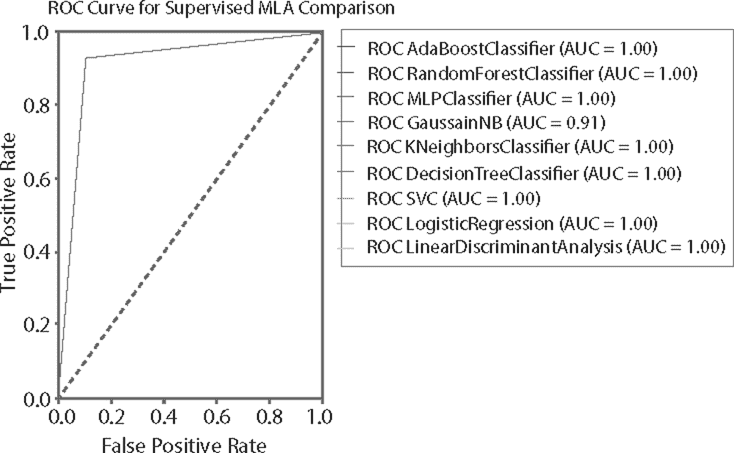 ROC Curve for Supervised MLA Comparison
1.0
0.8
0.6
0.4
0.2
0.0
True Positive Rate
0.0 0.2 0.4 0.6 0.8 1.0
False Positive Rate
ROC AdaBoostClassifier (AUC = 1.00)
ROC RandomForestClassifier (AUC = 1.00)
ROC MLPClassifier (AUC = 1.00)
ROC GaussainNB (AUC = 0.91)
ROC KNeighborsClassifier (AUC = 1.00)
ROC DecisionTreeClassifier (AUC = 1.00)
ROC SVC (AUC = 1.00)
ROC LogisticRegression (AUC = 1.00)
ROC LinearDiscriminantAnalysis (AUC = 1.00)